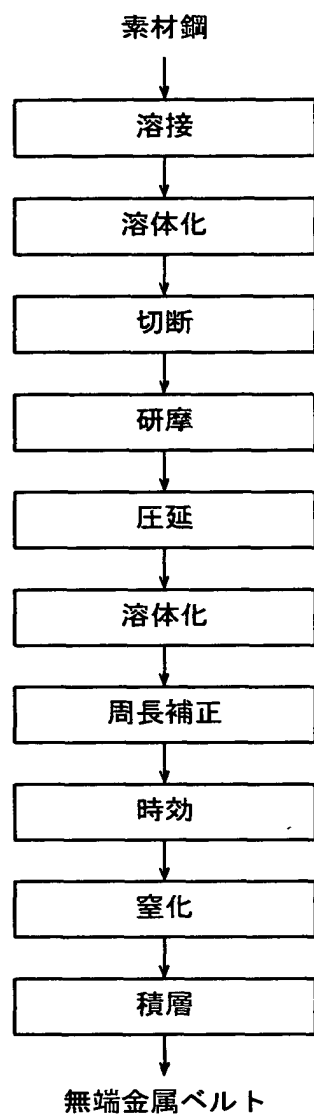 素材鋼
溶接
溶体化
切断
研摩
圧延
溶体化
周長補正
時効
窒化
積層
無端金属ベルト